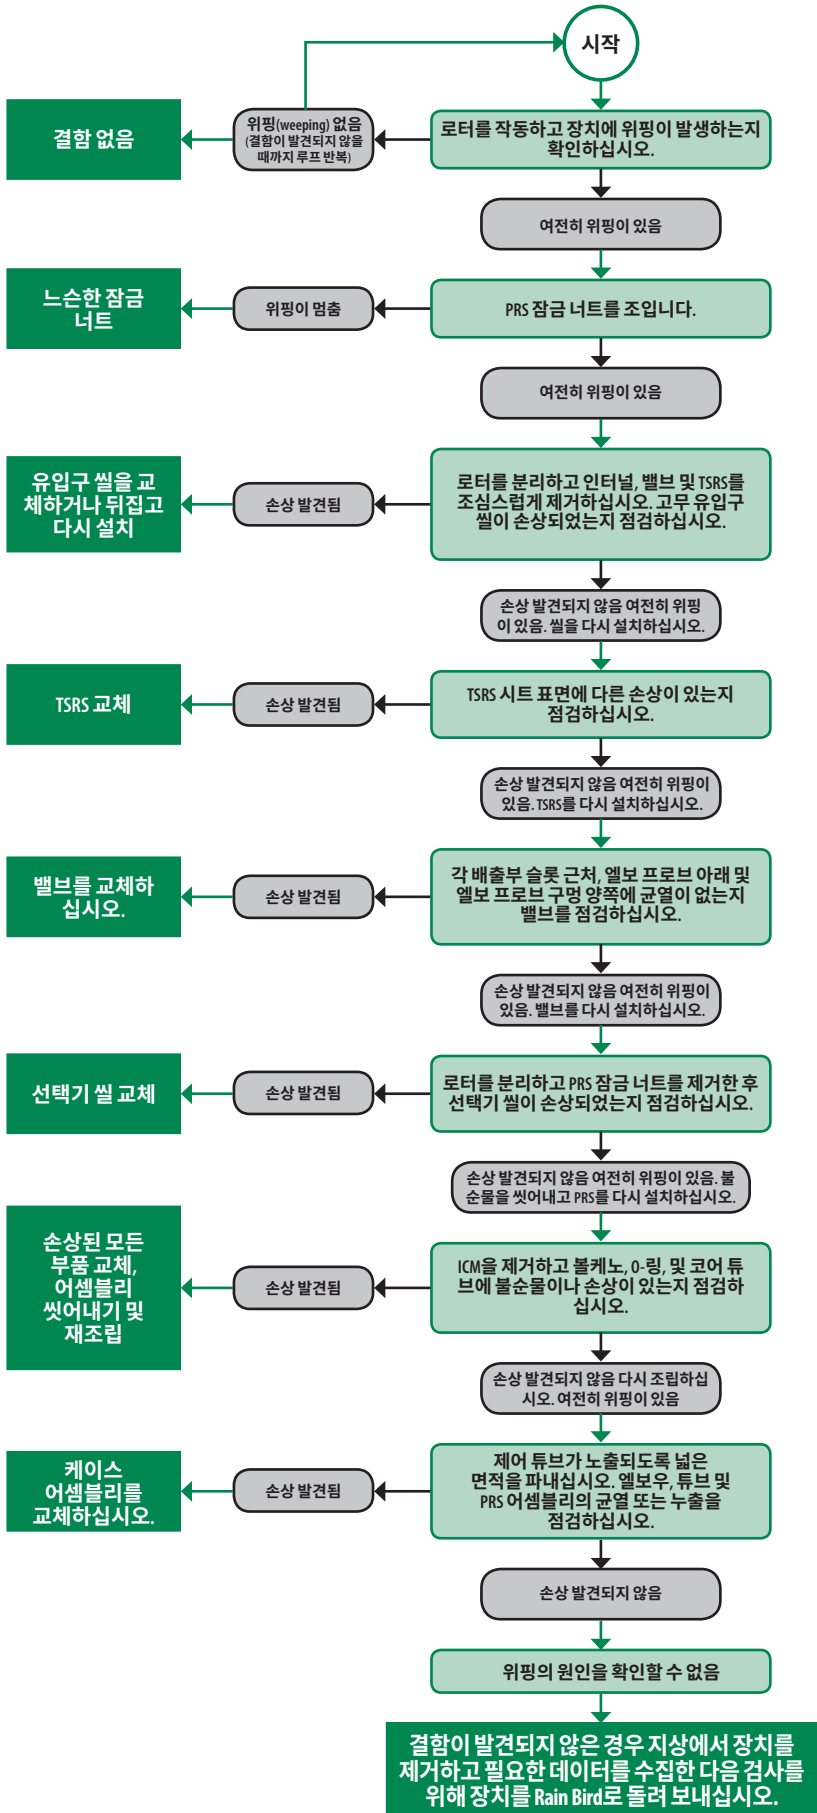 시작
로터를 작동하고 장치에 위핑이 발생하는지
확인하십시오.
위핑(weeping) 없음
(결함이 발견되지 않을
때까지 루프 반복)
결함 없음
여전히 위핑이 있음
PRS 잠금 너트를 조입니다.
위핑이 멈춤
느슨한 잠금
너트
여전히 위핑이 있음
로터를 분리하고 인터널, 밸브 및 TSRS를
조심스럽게 제거하십시오. 고무 유입구
씰이 손상되었는지 점검하십시오.
손상 발견됨
유입구 씰을 교
체하거나 뒤집고
다시 설치
손상 발견되지 않음 여전히 위핑
이 있음. 씰을 다시 설치하십시오.
TSRS 시트 표면에 다른 손상이 있는지
점검하십시오.
손상 발견됨
TSRS 교체
손상 발견되지 않음 여전히 위핑이
있음. TSRS를 다시 설치하십시오.
각 배출부 슬롯 근처, 엘보 프로브 아래 및
엘보 프로브 구멍 양쪽에 균열이 없는지
밸브를 점검하십시오.
손상 발견됨
밸브를 교체하
십시오.
손상 발견되지 않음 여전히 위핑이
있음. 밸브를 다시 설치하십시오.
로터를 분리하고 PRS 잠금 너트를 제거한 후
선택기 씰이 손상되었는지 점검하십시오.
손상 발견됨
선택기 씰 교체
손상 발견되지 않음 여전히 위핑이 있음. 불
순물을 씻어내고 PRS를 다시 설치하십시오.
ICM을 제거하고 볼케노, O-링, 및 코어 튜
브에 불순물이나 손상이 있는지 점검하
십시오.
손상 발견됨
손상된 모든
부품 교체,
어셈블리
씻어내기 및
재조립
손상 발견되지 않음 다시 조립하십
시오. 여전히 위핑이 있음
제어 튜브가 노출되도록 넓은
면적을 파내십시오. 엘보우, 튜브 및
PRS 어셈블리의 균열 또는 누출을
점검하십시오.
손상 발견됨
케이스
어셈블리를
교체하십시오.
손상 발견되지 않음
위핑의 원인을 확인할 수 없음
결함이 발견되지 않은 경우 지상에서 장치를
제거하고 필요한 데이터를 수집한 다음 검사를
위해 장치를 Rain Bird로 돌려 보내십시오.